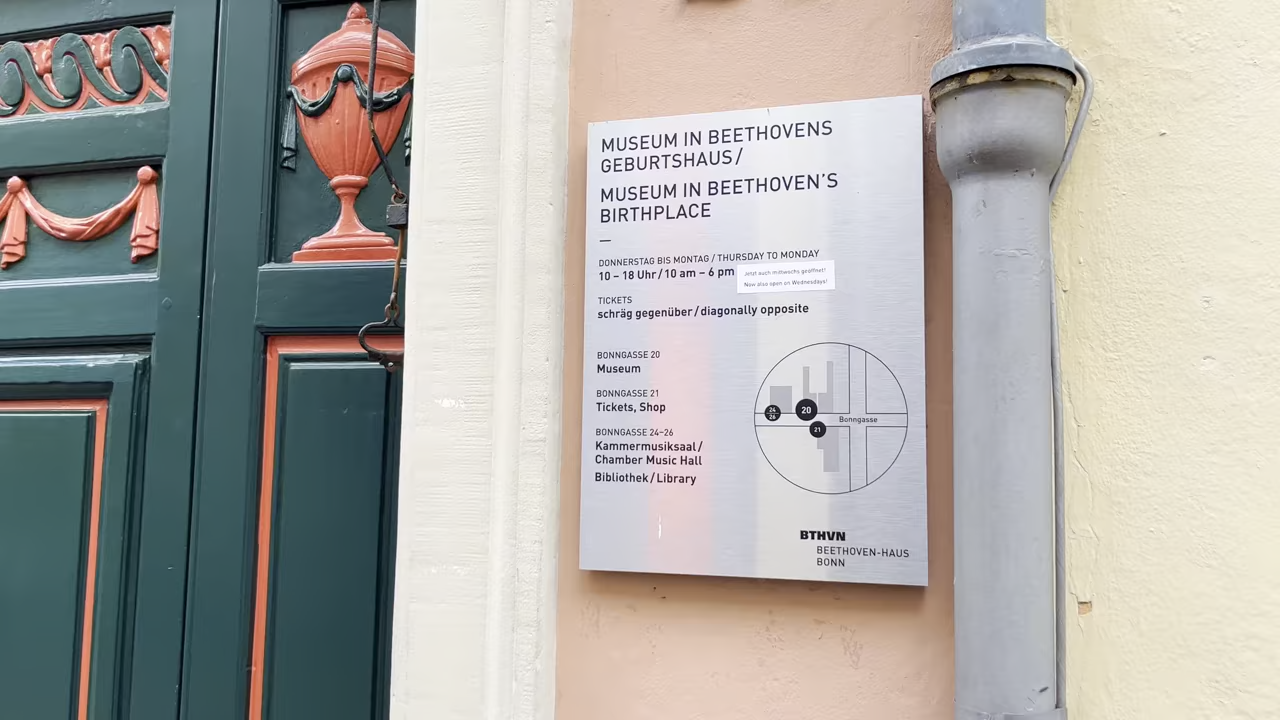 MUSEUM IN BEETHOVENS
GEBURTSHAUS/
MUSEUM IN BEETHOVEN'S
BIRTHPLACE
DONNERSTAG BIS MONTAG / THURSDAY TO MONDAY
10 – 18 Uhr / 10 am – 6 pm
Jetzt auch mittwochs geöffnet!
Now also open on Wednesdays!
TICKETS
schräg gegenüber / diagonally opposite
BONNGASSE 20
Museum
BONNGASSE 21
Tickets, Shop
BONNGASSE 24–26
Kammermusiksaal /
Chamber Music Hall
Bibliothek / Library
24
26
20
21
Bonngasse
BTHVN
BEETHOVEN-HAUS
BONN